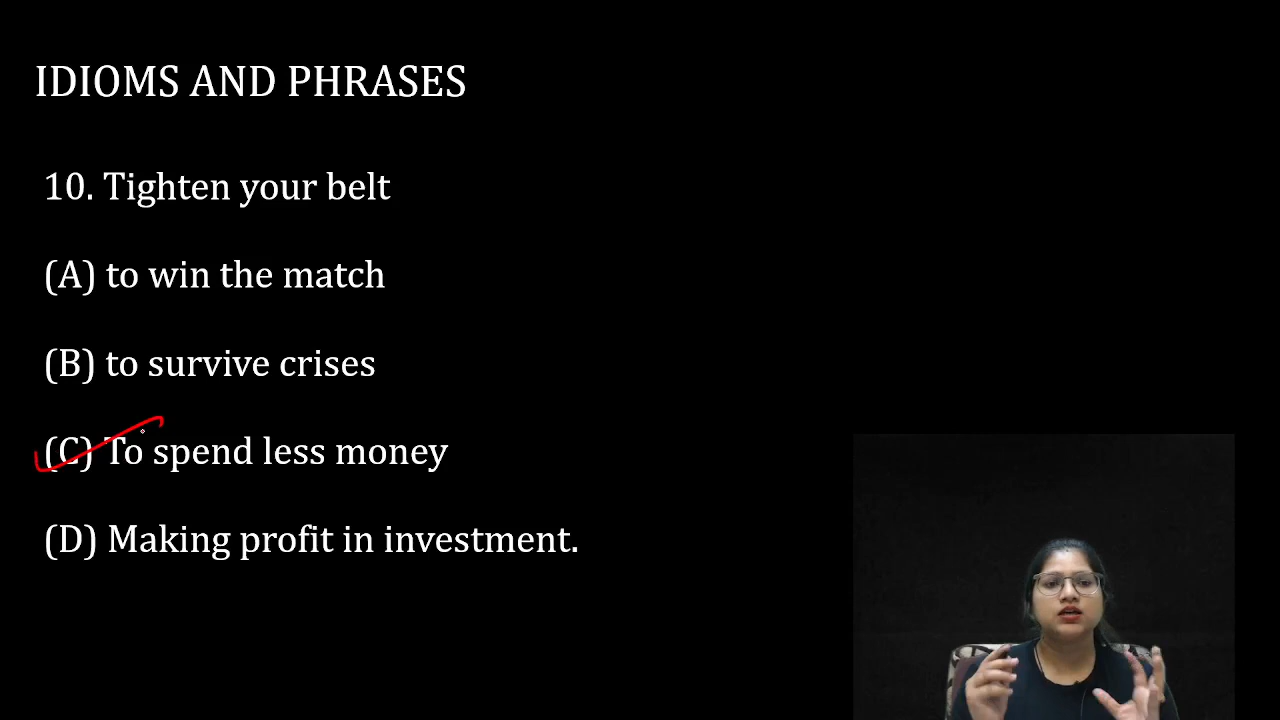 IDIOMS AND PHRASES
10. Tighten your belt
(A) to win the match
(B) to survive crises
(C) To spend less money
(D) Making profit in investment.